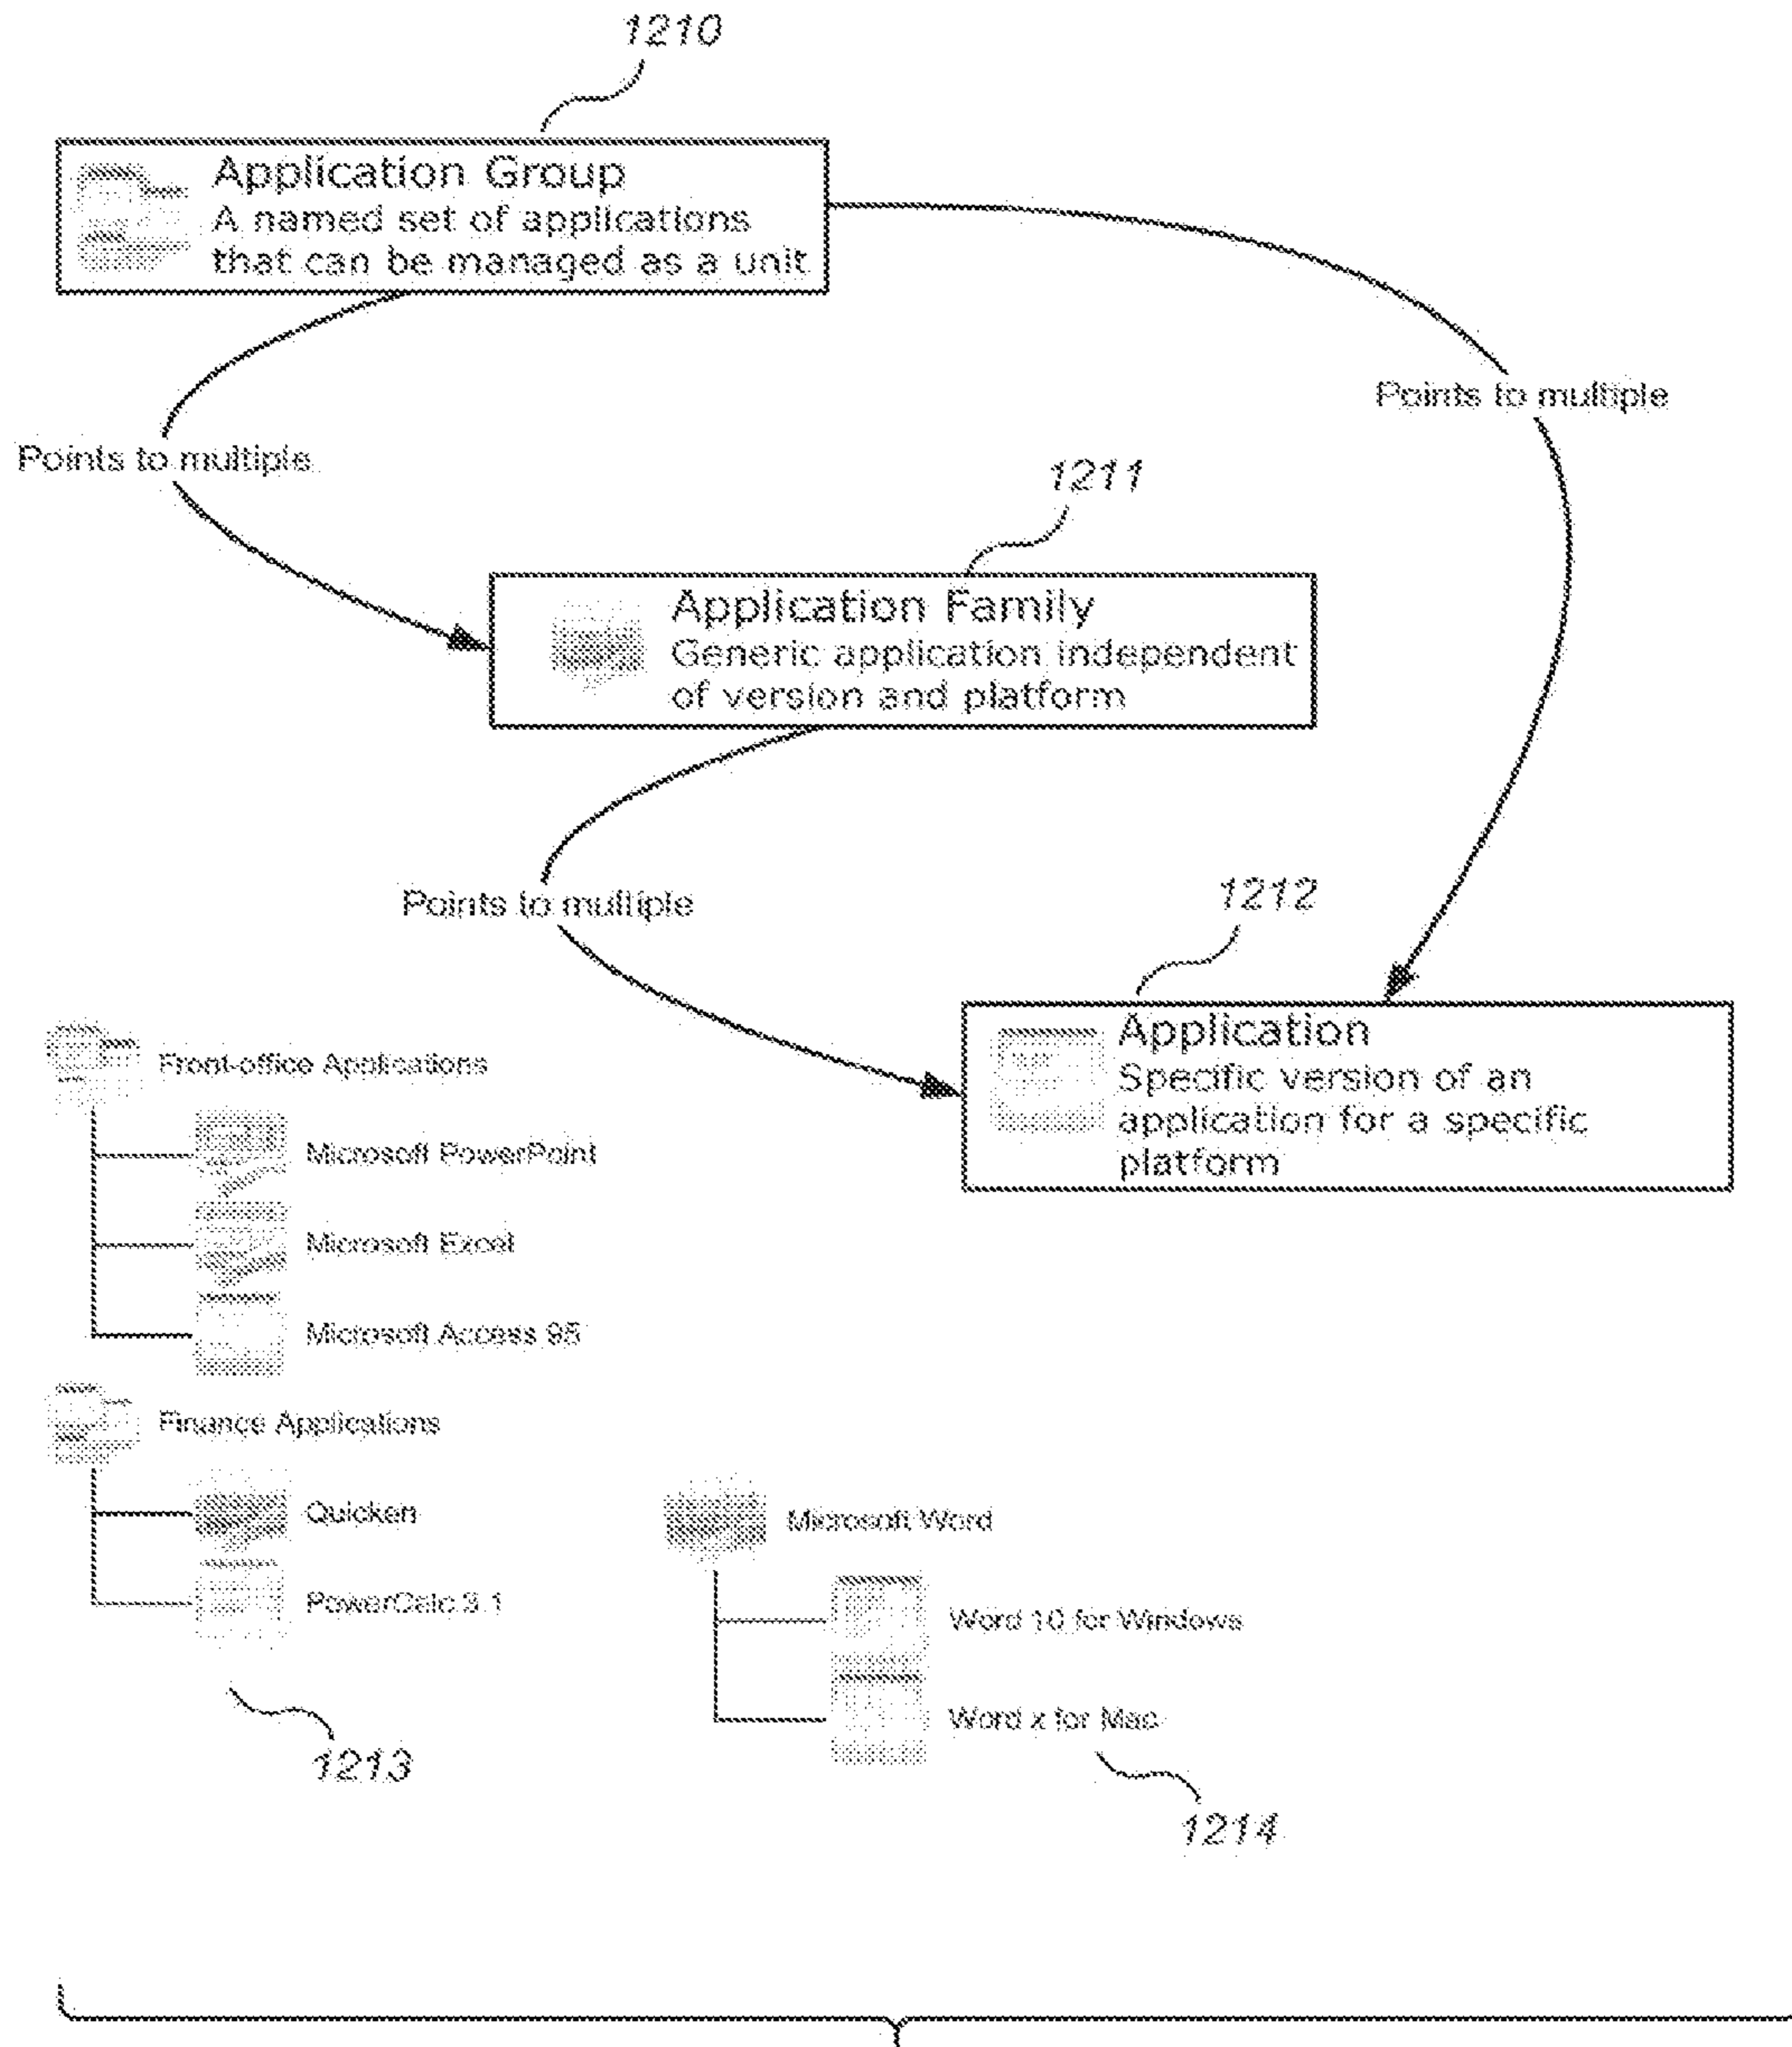 1210
Application Group
A named set of applications
that can be managed as a unit
Points to multiple
Points to multiple
1211
Application Family
Generic application independent
of version and platform
Points to multiple
1212
Application
Specific version of an
application for a specific
platform
Front-office Applications
Microsoft PowerPoint
Microsoft Excel
Microsoft Access 95
Finance Applications
Quicken
PowerCalc 3.1
1213
Microsoft Word
Word 10 for Windows
Word x for Mac
1214